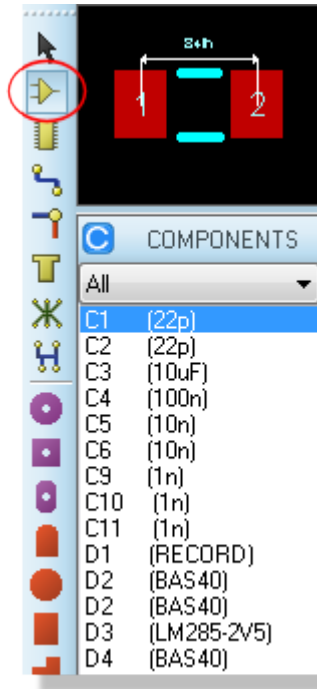 84th
1 2
C COMPONENTS
All
C1 (22p)
C2 (22p)
C3 (10uF)
C4 (100n)
C5 (10n)
C6 (10n)
C9 (1n)
C10 (1n)
C11 (1n)
D1 (RECORD)
D2 (BAS40)
D2 (BAS40)
D3 (LM285-2V5)
D4 (BAS40)